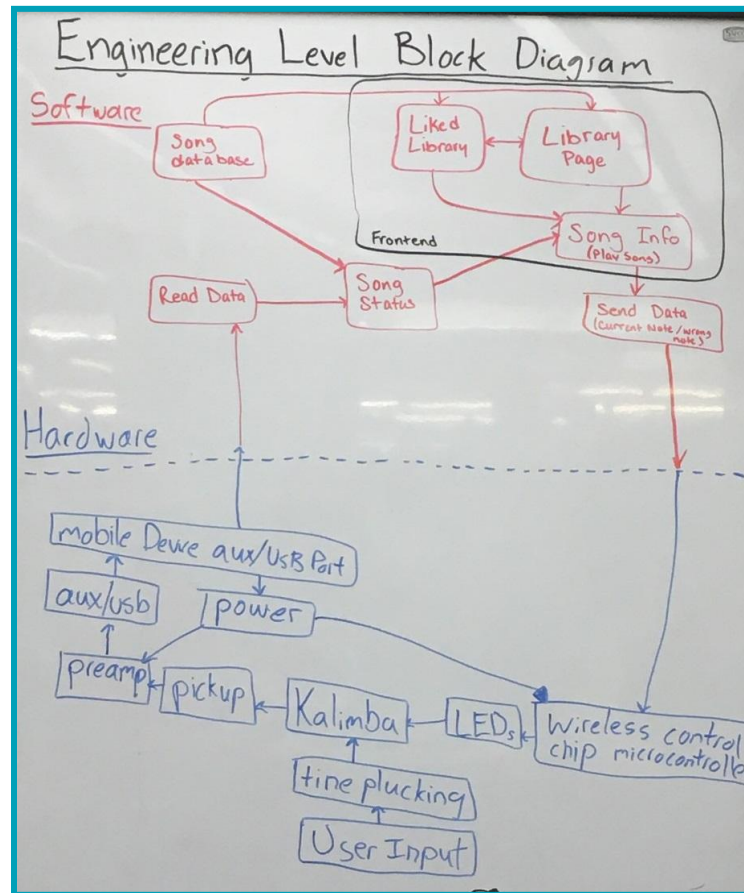 Engineering Level Block Diagram
Software
Song
database
Liked
Library
Library
Page
Frontend
Song Info
(Play Song)
Read Data
Song
Status
Send Data
(Current Note/wrong
note)
Hardware
mobile Device aux/USB Port
aux/usb
power
preamp
pickup
Kalimba
LEDs
Wireless control
chip microcontrolle
tine plucking
User Input